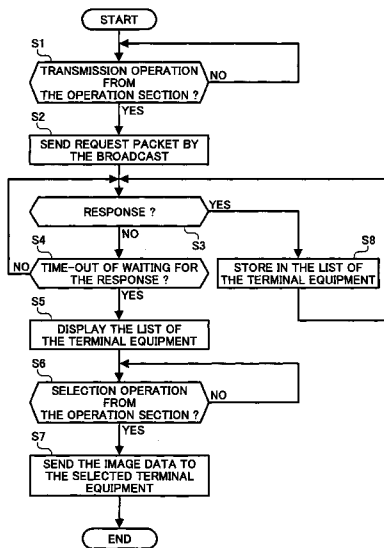 START
S1
TRANSMISSION OPERATION
FROM
THE OPERATION SECTION ?
NO
YES
S2
SEND REQUEST PACKET BY
THE BROADCAST
RESPONSE ?
YES
S3
NO
S4
TIME-OUT OF WAITING FOR
THE RESPONSE ?
NO
YES
S8
STORE IN THE LIST OF
THE TERMINAL EQUIPMENT
S5
DISPLAY THE LIST OF
THE TERMINAL EQUIPMENT
S6
SELECTION OPERATION
FROM
THE OPERATION SECTION ?
NO
YES
S7
SEND THE IMAGE DATA TO
THE SELECTED TERMINAL
EQUIPMENT
END